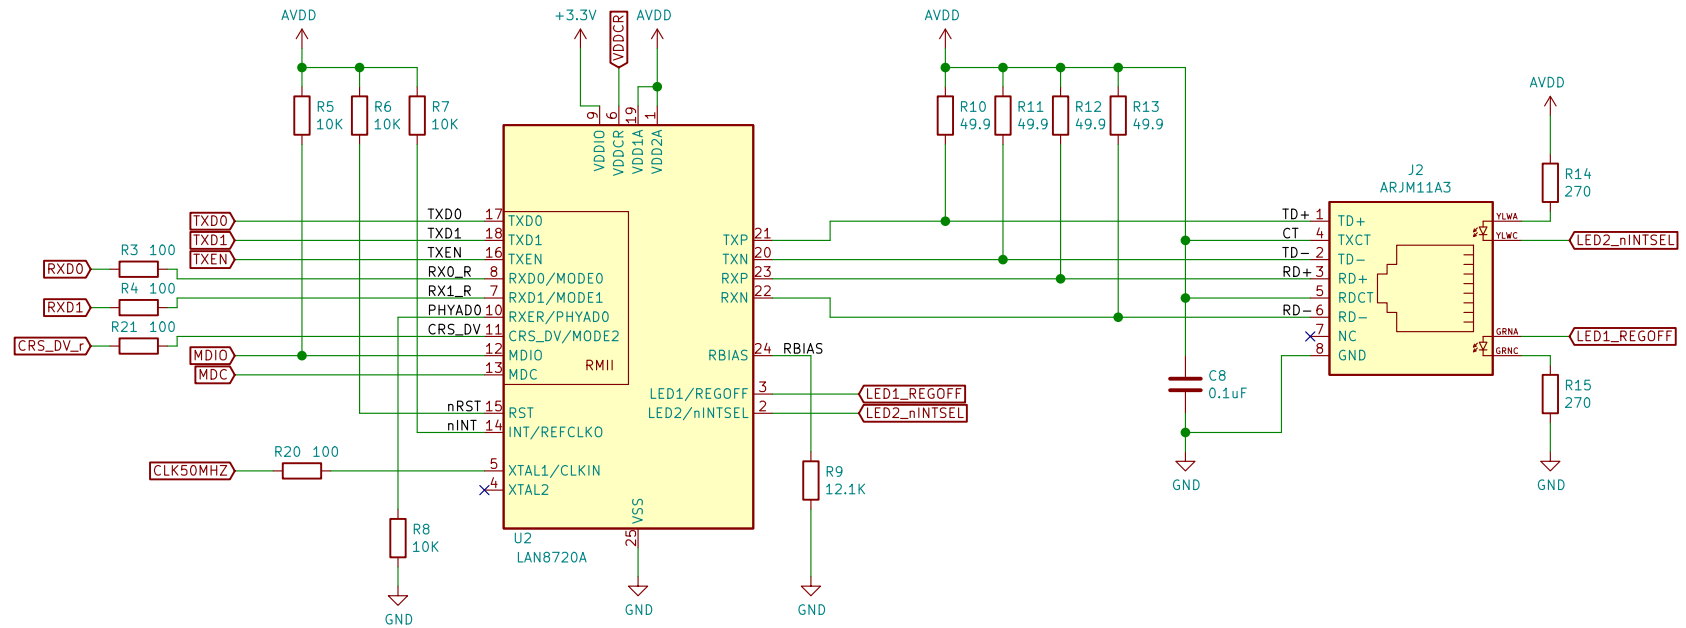 AVDD
+3.3V
VDDCR
AVDD
AVDD
AVDD
R5
10K
R6
10K
R7
10K
9
6
19
1
VDDIO
VDDCR
VDD1A
VDD2A
R10
49.9
R11
49.9
R12
49.9
R13
49.9
R14
270
J2
ARJM11A3
TXD0
TXD0 17 TXD0
TXD1
TXD1 18 TXD1
TXEN
TXEN 16 TXEN
R3 100
RXD0
RX0_R 8 RXD0/MODE0
R4 100
RXD1
RX1_R 7 RXD1/MODE1
PHYAD0 10 RXER/PHYAD0
R21 100
CRS_DV_r
CRS_DV 11 CRS_DV/MODE2
MDIO
12 MDIO
MDC
13 MDC
RMII
nRST 15 RST
nINT 14 INT/REFCLKO
R20 100
CLK50MHZ
5 XTAL1/CLKIN
4 XTAL2
R8
10K
GND
TXP 21
TXN 20
RXP 23
RXN 22
RBIAS 24 RBIAS
LED1/REGOFF 3
LED1_REGOFF
LED2/nINTSEL 2
LED2_nINTSEL
VSS
25
U2
LAN8720A
GND
R9
12.1K
GND
TD+ 1 TD+
CT 4 TXCT
TD- 2 TD-
RD+ 3 RD+
5 RDCT
RD- 6 RD-
7 NC
8 GND
YLWA
YLWC
LED2_nINTSEL
GRNA
LED1_REGOFF
GRNC
C8
0.1uF
GND
R15
270
GND